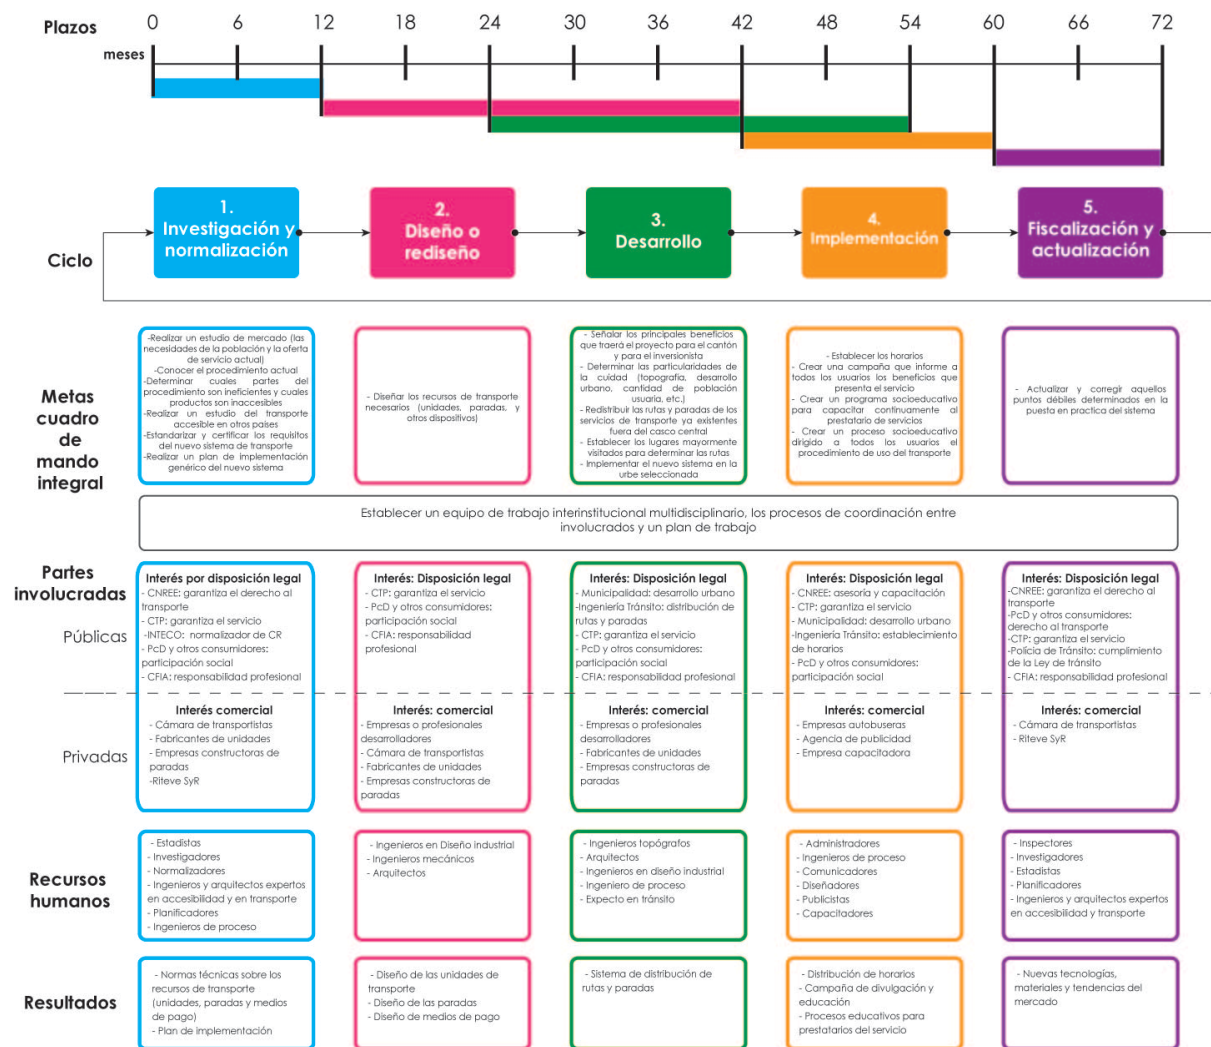 Plazos
0 6 12 18 24 30 36 42 48 54 60 66 72
meses
Ciclo
1.
Investigación y
normalización
2.
Diseño o
rediseño
3.
Desarrollo
4.
Implementación
5.
Fiscalización y
actualización
Metas
cuadro
de
mando
integral
-Realizar un estudio de mercado (las
necesidades de la población y la oferta
de servicio actual)
-Conocer el procedimiento actual
-Determinar cuales partes del
procedimiento son ineficientes y cuales
productos son inaccesibles
-Realizar un estudio del transporte
accesible en otros países
-Estandarizar y certificar los requisitos
del nuevo sistema de transporte
-Realizar un plan de implementación
genérico del nuevo sistema
- Diseñar los recursos de transporte
necesarios (unidades, paradas, y
otros dispositivos)
- Señalar los principales beneficios
que traerá el proyecto para el cantón
y para el inversionista
- Determinar las particularidades de
la cuidad (topografía, desarrollo
urbano, cantidad de población
usuaria, etc.)
- Redistribuir las rutas y paradas de los
servicios de transporte ya existentes
fuera del casco central
- Establecer los lugares mayormente
visitados para determinar las rutas
- Implementar el nuevo sistema en la
urbe seleccionada
- Establecer los horarios
- Crear una campaña que informe a
todos los usuarios los beneficios que
presenta el servicio
- Crear un programa socioeducativo
para capacitar continuamente al
prestatario de servicios
- Crear un proceso socioeducativo
dirigido a todos los usuarios el
procedimiento de uso del transporte
- Actualizar y corregir aquellos
puntos débiles determinados en la
puesta en practica del sistema
Establecer un equipo de trabajo interinstitucional multidisciplinario, los procesos de coordinación entre
involucrados y un plan de trabajo
Partes
involucradas
Públicas
Interés por disposición legal
- CNREE: garantiza el derecho al
transporte
- CTP: garantiza el servicio
-INTECO: normalizador de CR
- PcD y otros consumidores:
participación social
- CFIA: responsabilidad profesional
Interés: Disposición legal
- CTP: garantiza el servicio
- PcD y otros consumidores:
participación social
- CFIA: responsabilidad
profesional
Interés: Disposición legal
- Municipalidad: desarrollo urbano
-Ingeniería Tránsito: distribución de
rutas y paradas
- CTP: garantiza el servicio
- PcD y otros consumidores:
participación social
- CFIA: responsabilidad profesional
Interés: Disposición legal
- CNREE: asesoría y capacitación
- CTP: garantiza el servicio
- Municipalidad: desarrollo urbano
-Ingeniería Tránsito: establecimiento
de horarios
- PcD y otros consumidores:
participación social
Interés: Disposición legal
-CNREE: garantiza el derecho al
transporte
-PcD y otros consumidores:
derecho al transporte
-CTP: garantiza el servicio
-Policía de Tránsito: cumplimiento
de la Ley de tránsito
- CFIA: responsabilidad profesional
Privadas
Interés comercial
- Cámara de transportistas
- Fabricantes de unidades
- Empresas constructoras de
paradas
-Riteve SyR
Interés: comercial
- Empresas o profesionales
desarrolladores
- Cámara de transportistas
- Fabricantes de unidades
- Empresas constructoras de
paradas
Interés: comercial
- Empresas o profesionales
desarrolladores
- Fabricantes de unidades
- Empresas constructoras de
paradas
Interés: comercial
- Empresas autobuseras
- Agencia de publicidad
- Empresa capacitadora
Interés: comercial
- Cámara de transportistas
- Riteve SyR
Recursos
humanos
- Estadistas
- Investigadores
- Normalizadores
- Ingenieros y arquitectos expertos
en accesibilidad y en transporte
- Planificadores
- Ingenieros de proceso
- Ingenieros en Diseño industrial
- Ingenieros mecánicos
- Arquitectos
- Ingenieros topógrafos
- Arquitectos
- Ingenieros en diseño industrial
- Ingeniero de proceso
- Expecto en tránsito
- Administradores
- Ingenieros de proceso
- Comunicadores
- Diseñadores
- Publicistas
- Capacitadores
- Inspectores
- Investigadores
- Estadistas
- Planificadores
- Ingenieros y arquitectos expertos
en accesibilidad y transporte
Resultados
- Normas técnicas sobre los
recursos de transporte
(unidades, paradas y medios
de pago)
- Plan de implementación
- Diseño de las unidades de
transporte
- Diseño de las paradas
- Diseño de medios de pago
- Sistema de distribución de
rutas y paradas
- Distribución de horarios
- Campaña de divulgación y
educación
- Procesos educativos para
prestatarios del servicio
- Nuevas tecnologías,
materiales y tendencias del
mercado